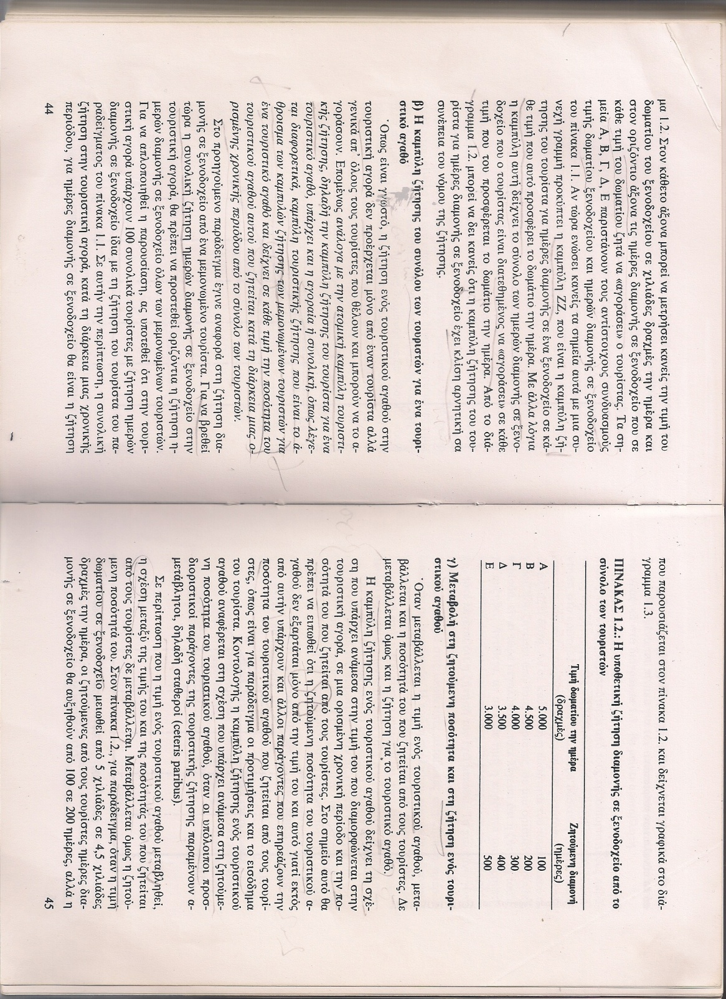 μα 1.2. Στον κάθετο άξονα μπορεί να μετρήσει κανείς την τιμή του
δωματίου του ξενοδοχείου σε χιλιάδες δραχμές την ημέρα και
στον οριζόντιο άξονα τις ημέρες διαμονής σε ξενοδοχείο που σε
κάθε τιμή του δωματίου ζητά να «αγοράσει» ο τουρίστας. Τα ση-
μεία Α, Β, Γ, Δ, Ε παριστάνουν τους αντίστοιχους συνδυασμούς
τιμής δωματίου ξενοδοχείου και ημερών διαμονής σε ξενοδοχείο
του πίνακα 1.1. Αν τώρα ενώσει κανείς τα σημεία αυτά με μια συ-
νεχή γραμμή προκύπτει η καμπύλη ΖΖ, που είναι η καμπύλη ζή-
τησης του τουρίστα για ημέρες διαμονής σε ένα ξενοδοχείο σε κά-
θε τιμή που αυτό προσφέρει το δωμάτιο την ημέρα. Με άλλα λόγια
η καμπύλη αυτή δείχνει το σύνολο των ημερών διαμονής σε ξενο-
δοχείο που ο τουρίστας είναι διατεθημένος να «αγοράσει» σε κάθε
τιμή που του προσφέρεται το δωμάτιο την ημέρα. Από το διά-
γραμμα 1.2. μπορεί να δει κανείς ότι η καμπύλη ζήτησης του του-
ρίστα για ημέρες διαμονής σε ξενοδοχείο έχει κλίση αρνητική σα
συνέπεια του νόμου της ζήτησης.
β) Η καμπύλη ζήτησης του συνόλου των τουριστών για ένα τουρι-
στικό αγαθό
Όπως είναι γνωστό, η ζήτηση ενός τουριστικού αγαθού στην
τουριστική αγορά δεν προέρχεται μόνο από έναν τουρίστα αλλά
γενικά απ' όλους τους τουρίστες που θέλουν και μπορούν να το α-
γοράσουν. Επομένως ανάλογα με την ατομική καμπύλη τουριστι-
κής ζήτησης, δηλαδή την καμπύλη ζήτησης του τουρίστα για ένα
τουριστικό αγαθό, υπάρχει και η αγοραία ή συνολική, όπως λέγε-
ται διαφορετικά, καμπύλη τουριστικής ζήτησης που είναι το ά-
θροισμα των καμπυλών ζήτησης των μεμονωμένων τουριστών για
ένα τουριστικό αγαθό και δείχνει σε κάθε τιμή την ποσότητα του
τουριστικού αγαθού αυτού που ζητείται κατά τη διάρκεια μιας ο-
ρισμένης χρονικής περιόδου από το σύνολο των τουριστών.
Στο προηγούμενο παράδειγμα έγινε αναφορά στη ζήτηση δια-
μονής σε ξενοδοχείο από ένα μεμονωμένο τουρίστα. Για να βρεθεί
τώρα η συνολική ζήτηση ημερών διαμονής σε ξενοδοχείο στην
τουριστική αγορά, θα πρέπει να προστεθεί οριζόντια η ζήτηση η-
μερών διαμονής σε ξενοδοχείο όλων των μεμονωμένων τουριστών.
Για να απλοποιηθεί η παρουσίαση, ας υποτεθεί ότι στην τουρι-
στική αγορά υπάρχουν 100 συνολικά τουρίστες με ζήτηση ημερών
διαμονής σε ξενοδοχείο ίδια με τη ζήτηση του τουρίστα του πα-
ραδείγματος του πίνακα 1.1. Σε αυτήν την περίπτωση, η συνολική
ζήτηση στην τουριστική αγορά, κατά τη διάρκεια μιας χρονικής
περιόδου, για ημέρες διαμονής σε ξενοδοχείο θα είναι η ζήτηση
44
που παρουσιάζεται στον πίνακα 1.2. και δείχνεται γραφικά στο διά-
γραμμα 1.3.
ΠΙΝΑΚΑΣ 1.2.: Η υποθετική ζήτηση διαμονής σε ξενοδοχείο από το
σύνολο των τουριστών
Τιμή δωματίου την ημέρα Ζητούμενη διαμονή
(δραχμές) (ημέρες)
Α 5.000 100
Β 4.500 200
Γ 4.000 300
Δ 3.500 400
Ε 3.000 500
γ) Μεταβολή στη ζητούμενη ποσότητα και στη ζήτηση ενός τουρι-
στικού αγαθού
Όταν μεταβάλλεται η τιμή ενός τουριστικού αγαθού, μετα-
βάλλεται και η ποσότητά του που ζητείται από τους τουρίστες. Δε
μεταβάλλεται όμως και η ζήτηση για το τουριστικό αγαθό.
Η καμπύλη ζήτησης ενός τουριστικού αγαθού δείχνει τη σχέ-
ση που υπάρχει ανάμεσα στην τιμή του που διαμορφώνεται στην
τουριστική αγορά, σε μια ορισμένη χρονική περίοδο και την πο-
σότητά του που ζητείται από τους τουρίστες. Στο σημείο αυτό θα
πρέπει να ειπωθεί ότι η ζητούμενη ποσότητα του τουριστικού α-
γαθού δεν εξαρτάται μόνο από την τιμή του και αυτό γιατί εκτός
από αυτήν υπάρχουν και άλλοι παράγοντες που επηρεάζουν την
ποσότητα του τουριστικού αγαθού που ζητείται από τους τουρί-
στες, όπως είναι για παράδειγμα οι προτιμήσεις και το εισόδημα
του τουρίστα. Κοντολογής η καμπύλη ζήτησης ενός τουριστικού
αγαθού αναφέρεται στη σχέση που υπάρχει ανάμεσα στη ζητούμε-
νη ποσότητα του τουριστικού αγαθού, όταν οι υπόλοιποι προσ-
διοριστικοί παράγοντες της τουριστικής ζήτησης παραμένουν α-
μετάβλητοι, δηλαδή σταθεροί (ceteris paribus).
Σε περίπτωση που η τιμή ενός τουριστικού αγαθού μεταβληθεί,
η σχέση μεταξύ της τιμής του και της ποσότητάς του που ζητείται
από τους τουρίστες δε μεταβάλλεται. Μεταβάλλεται όμως η ζητού-
μενη ποσότητά του. Στον πίνακα 1.2., για παράδειγμα, όταν η τιμή
δωματίου σε ξενοδοχείο μειωθεί από 5 χιλιάδες σε 4,5 χιλιάδες
δραχμές την ημέρα, οι ζητούμενες από τους τουρίστες ημέρες δια-
μονής σε ξενοδοχείο θα αυξηθούν από 100 σε 200 ημέρες, αλλά η
45